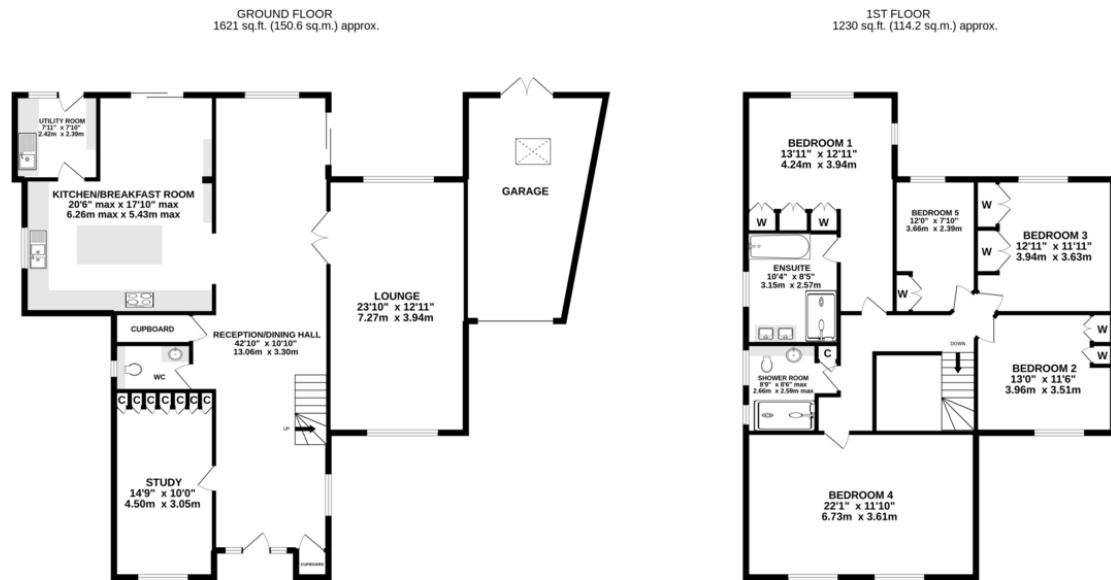 GROUND FLOOR
1621 sq.ft. (150.6 sq.m.) approx.
UTILITY ROOM
7'11" x 7'10"
2.42m x 2.39m
KITCHEN/BREAKFAST ROOM
20'6" max x 17'10" max
6.26m max x 5.43m max
GARAGE
LOUNGE
23'10" x 12'11"
7.27m x 3.94m
CUPBOARD
RECEPTION/DINING HALL
42'10" x 10'10"
13.06m x 3.30m
WC
C C C C C C C
UP
STUDY
14'9" x 10'0"
4.50m x 3.05m
CUPBOARD
1ST FLOOR
1230 sq.ft. (114.2 sq.m.) approx.
BEDROOM 1
13'11" x 12'11"
4.24m x 3.94m
W
W
BEDROOM 5
12'0" x 7'10"
3.66m x 2.39m
W
W
W
BEDROOM 3
12'11" x 11'11"
3.94m x 3.63m
ENSUITE
10'4" x 8'5"
3.15m x 2.57m
DOWN
W
W
BEDROOM 2
13'0" x 11'6"
3.96m x 3.51m
C
SHOWER ROOM
8'9" x 8'6" max
2.66m x 2.59m max
BEDROOM 4
22'1" x 11'10"
6.73m x 3.61m